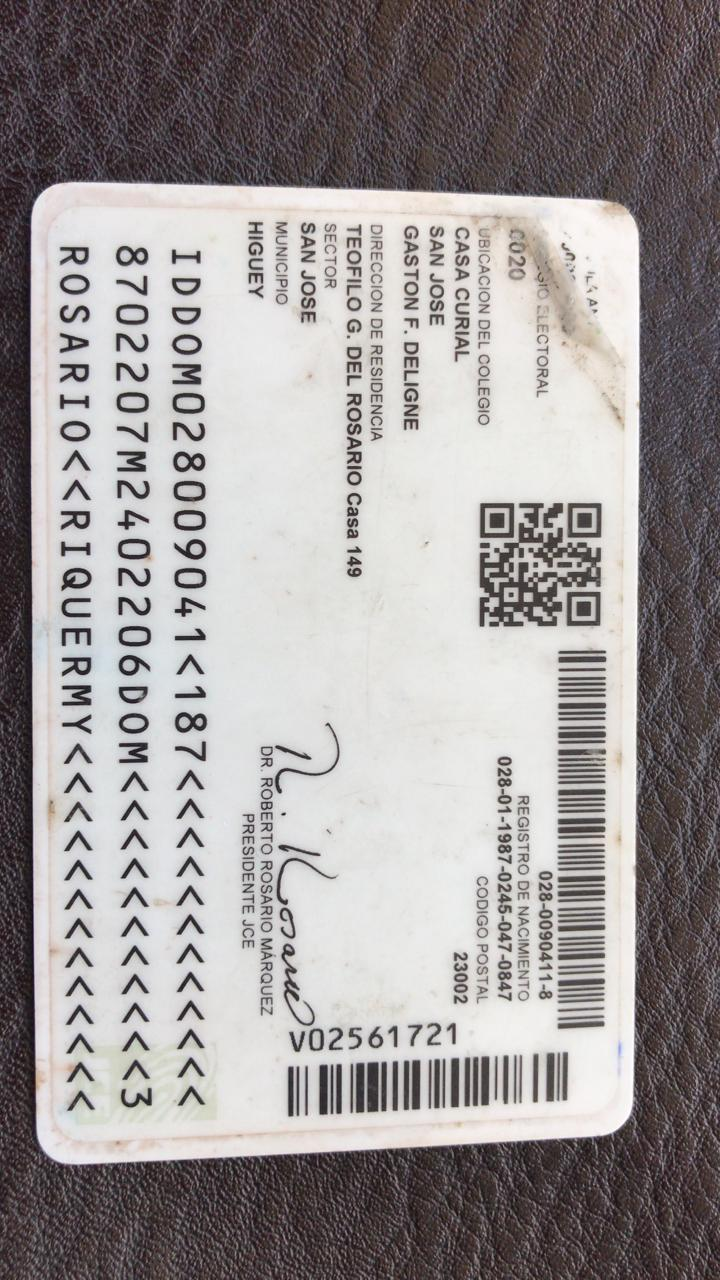 ELECTORAL
0020
UBICACION DEL COLEGIO
CASA CURIAL
SAN JOSE
GASTON F. DELIGNE
DIRECCION DE RESIDENCIA
TEOFILO G. DEL ROSARIO Casa 149
SECTOR
SAN JOSE
MUNICIPIO
HIGUEY
028-0090411-8
REGISTRO DE NACIMIENTO
028-01-1987-0245-047-0847
CODIGO POSTAL
23002
V02561721
DR. ROBERTO ROSARIO MÁRQUEZ
PRESIDENTE JCE
IDDOM028009041<187<<<<<<<<<<<<
8702207M2402206DOM<<<<<<<<<<<3
ROSARIO<<RIQUERMY<<<<<<<<<<<<<